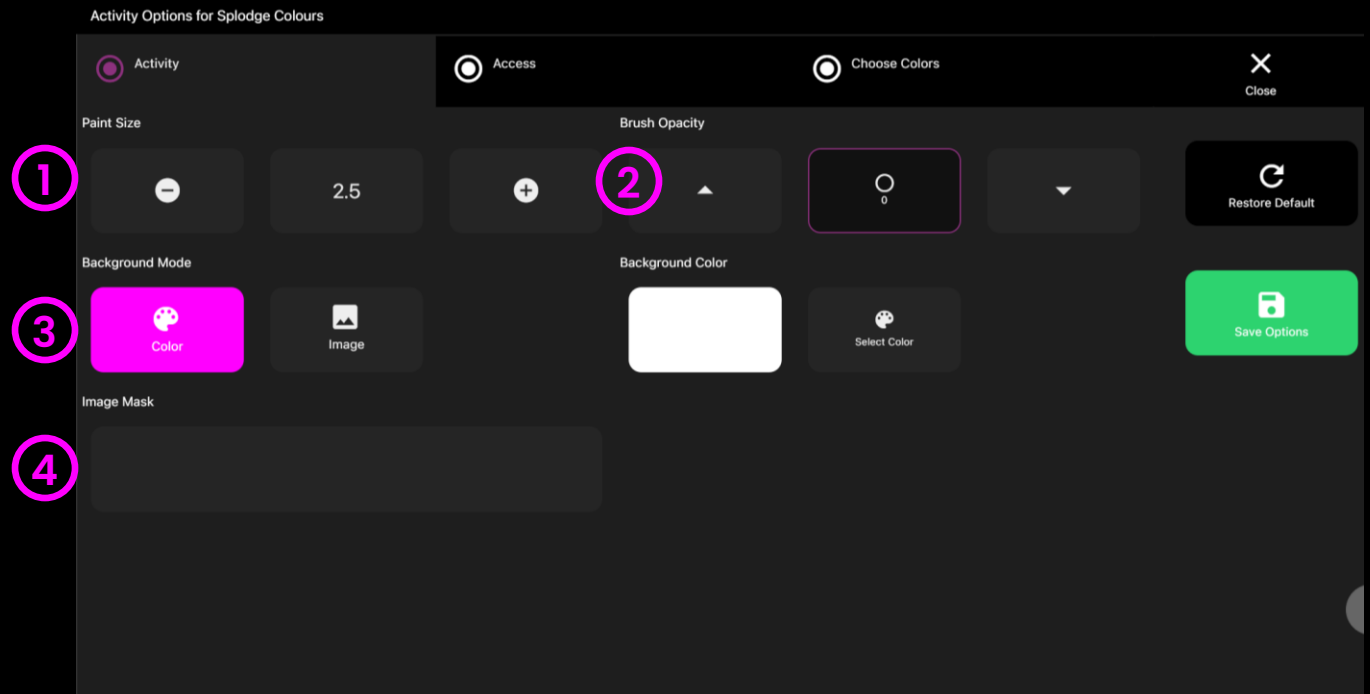 Activity Options for Splodge Colours
Activity
Access
Choose Colors
Close
Paint Size
Brush Opacity
1
2.5
2
0
Restore Default
Background Mode
Background Color
3
Color
Image
Select Color
Save Options
Image Mask
4